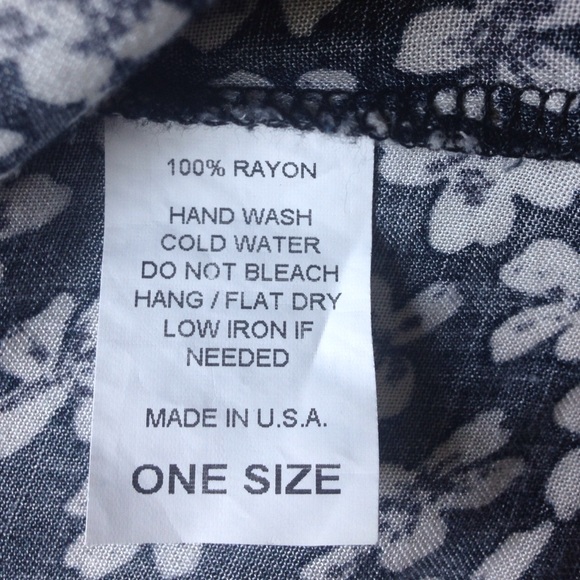 100% RAYON
HAND WASH
COLD WATER
DO NOT BLEACH
HANG / FLAT DRY
LOW IRON IF
NEEDED
MADE IN U.S.A.
ONE SIZE